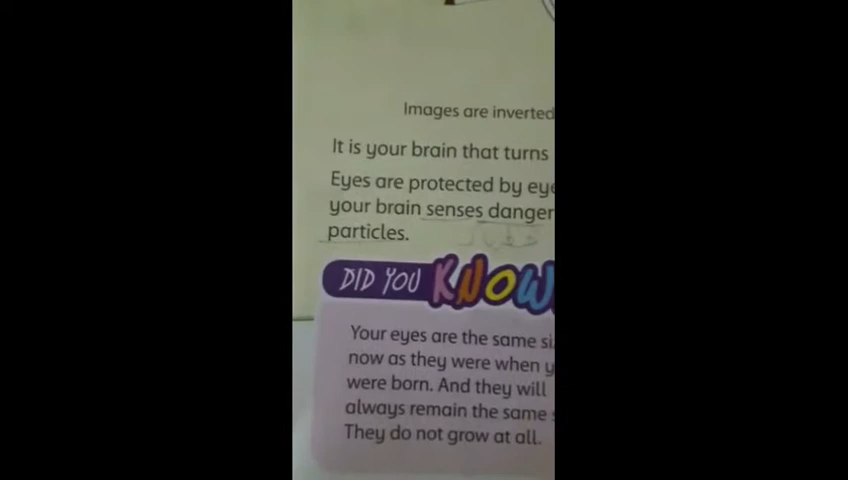 Images are inverted
It is your brain that turns
Eyes are protected by eye
your brain senses danger
particles.
DID YOU KNOW
Your eyes are the same si
now as they were when y
were born. And they will
always remain the same s
They do not grow at all.